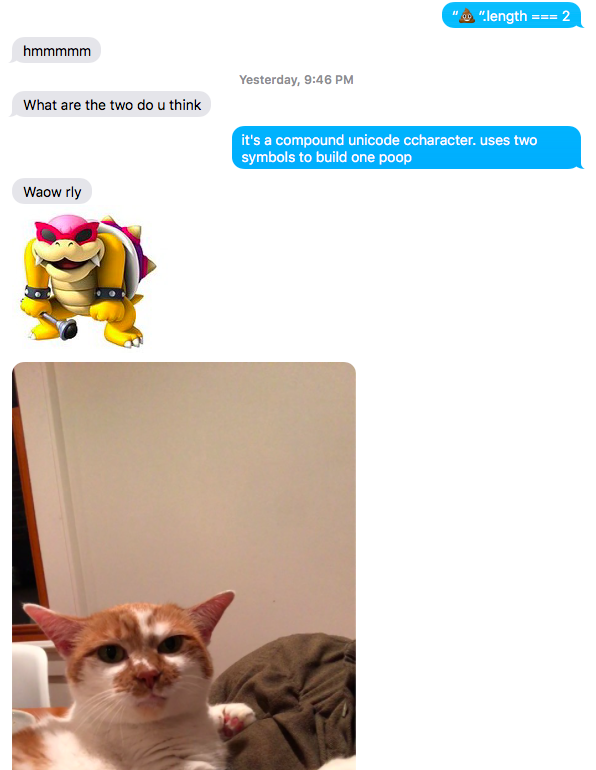 “💩 “.length === 2
hmmmmm
Yesterday, 9:46 PM
What are the two do u think
it's a compound unicode ccharacter. uses two
symbols to build one poop
Waow rly